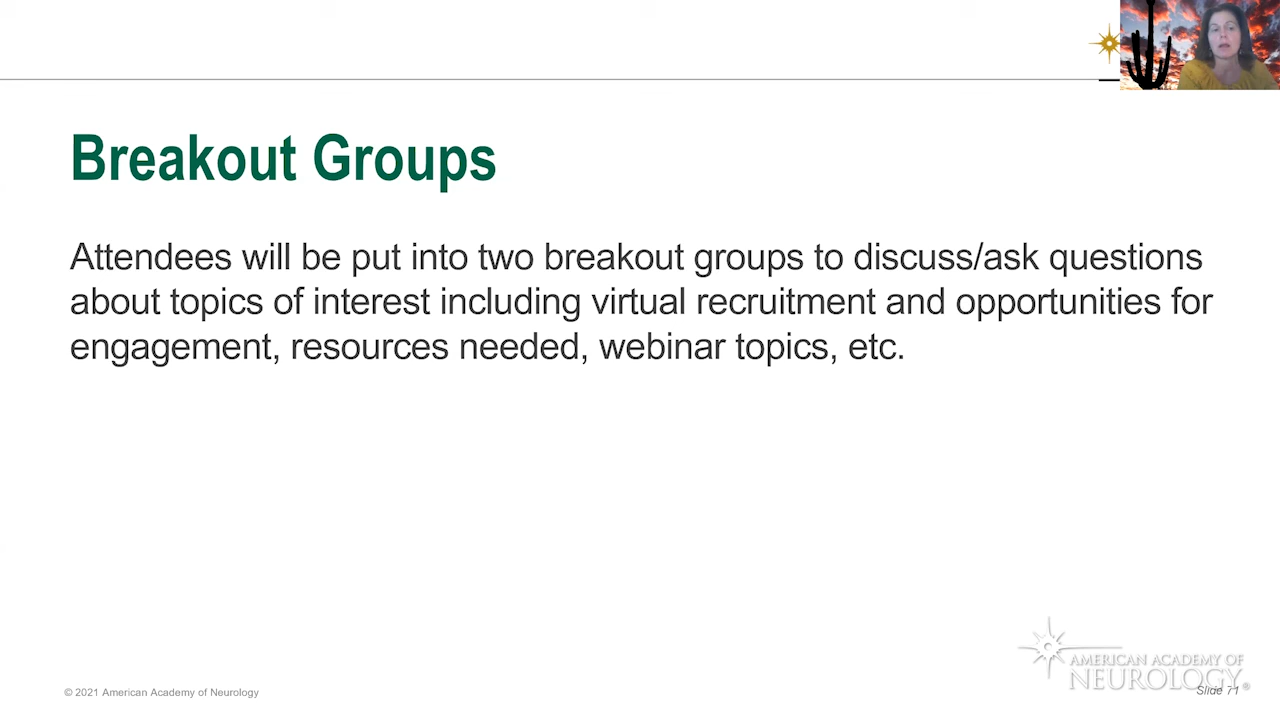 Breakout Groups
Attendees will be put into two breakout groups to discuss/ask questions
about topics of interest including virtual recruitment and opportunities for
engagement, resources needed, webinar topics, etc.
AMERICAN ACADEMY OF
NEUROLOGY®
© 2021 American Academy of Neurology
Slide 71